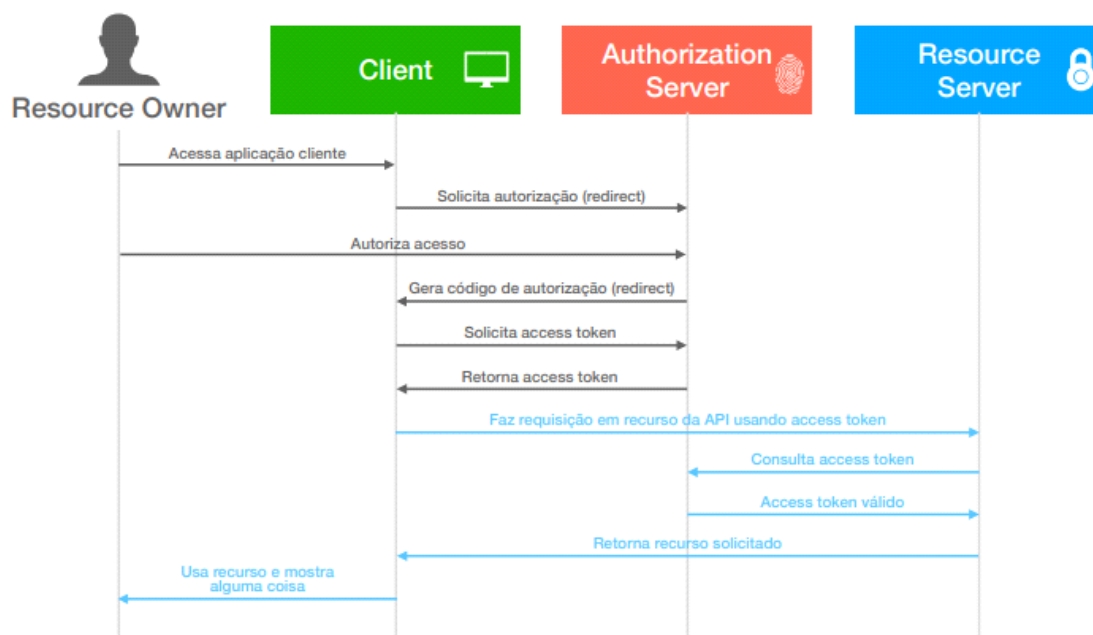 Resource Owner
Client
Authorization
Server
Resource
Server
Acessa aplicação cliente
Solicita autorização (redirect)
Autoriza acesso
Gera código de autorização (redirect)
Solicita access token
Retorna access token
Faz requisição em recurso da API usando access token
Consulta access token
Access token válido
Retorna recurso solicitado
Usa recurso e mostra
alguma coisa